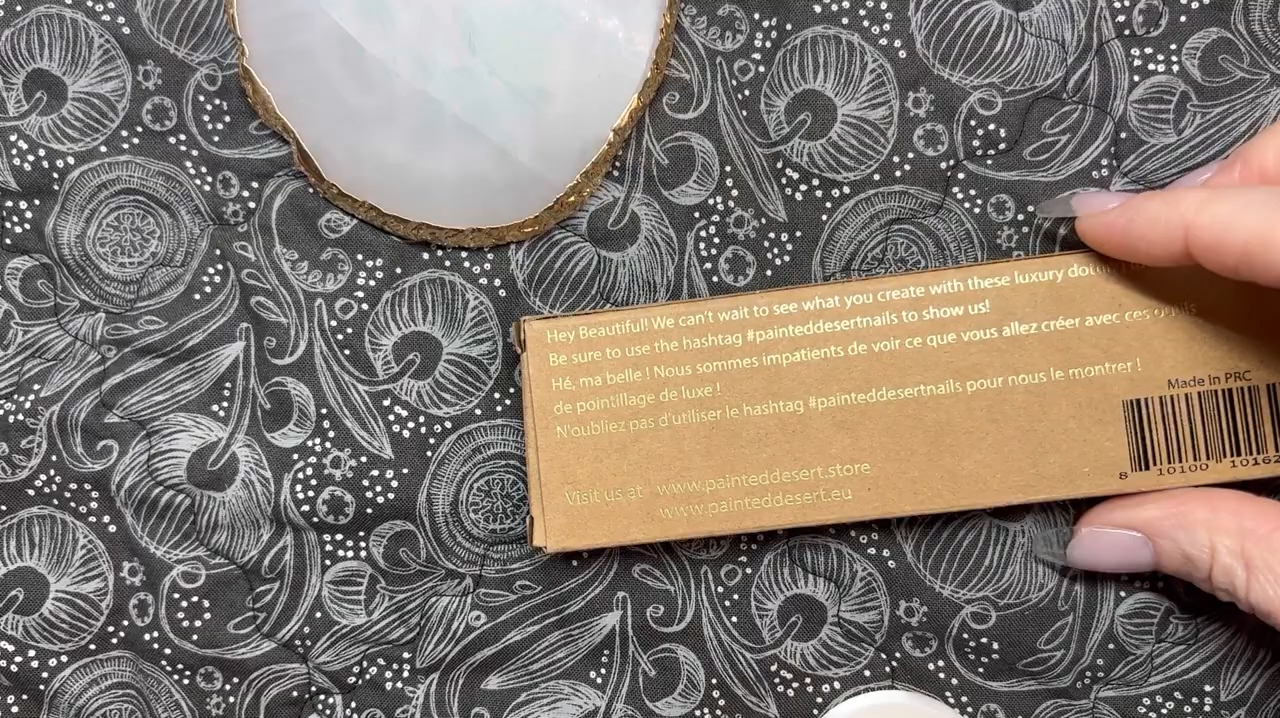 Hey Beautiful! We can't wait to see what you create with these luxury
Be sure to use the hashtag #painteddesertnails to show us!
Hé, ma belle ! Nous sommes impatients de voir ce que vous allez créer avec ces outils
de pointillage de luxe !
N'oubliez pas d'utiliser le hashtag #painteddesertnails pour nous le montrer !
Made In PRC
Visit us at www.painteddesert.store
www.painteddesert.eu
8 10100 10162